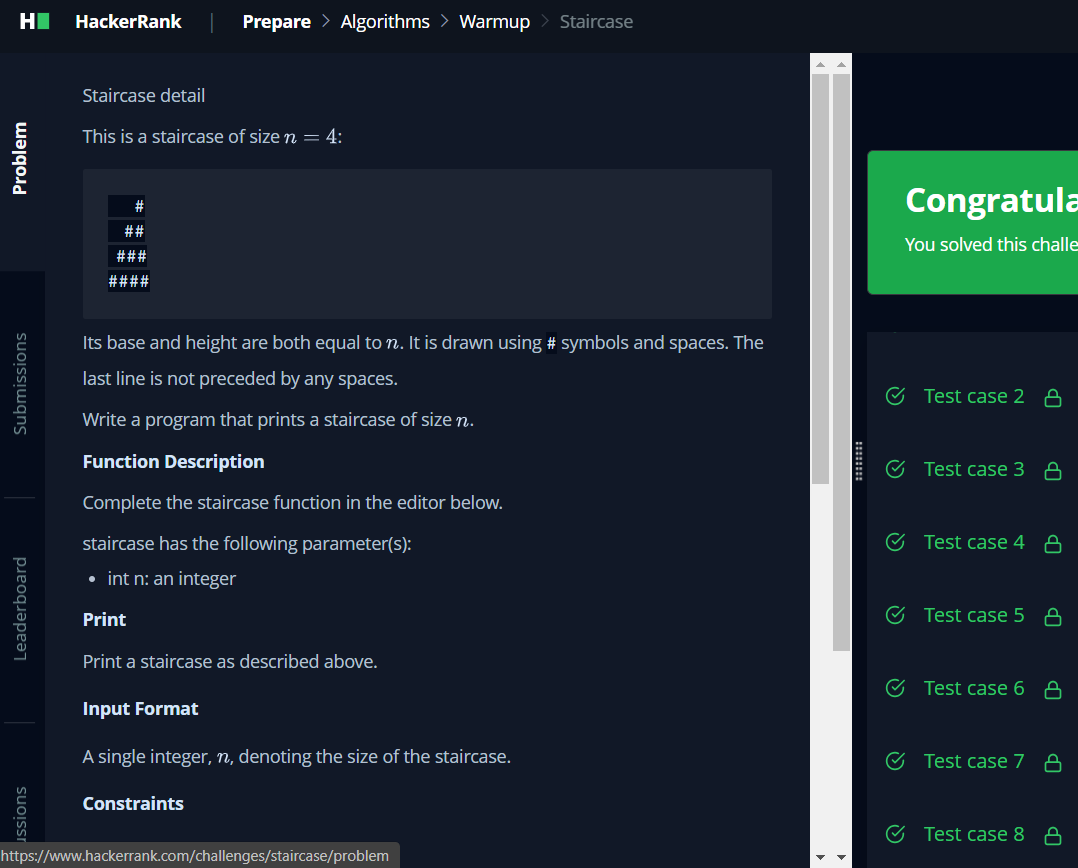 HackerRank | Prepare > Algorithms > Warmup > Staircase
Problem
Submissions
Leaderboard
ussions
Staircase detail
This is a staircase of size n = 4:
   #
  ##
 ###
####
Its base and height are both equal to n. It is drawn using # symbols and spaces. The
last line is not preceded by any spaces.
Write a program that prints a staircase of size n.
Function Description
Complete the staircase function in the editor below.
staircase has the following parameter(s):
• int n: an integer
Print
Print a staircase as described above.
Input Format
A single integer, n, denoting the size of the staircase.
Constraints
https://www.hackerrank.com/challenges/staircase/problem
Congratula
You solved this challe
Test case 2
Test case 3
Test case 4
Test case 5
Test case 6
Test case 7
Test case 8